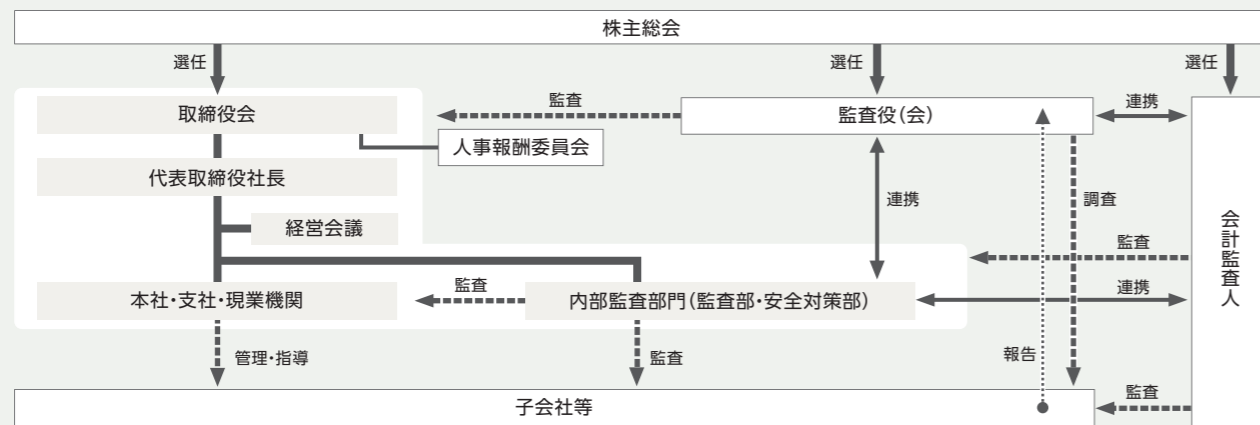 株主総会
選任
選任
選任
取締役会
監査
監査役(会)
連携
人事報酬委員会
代表取締役社長
連携
調査
経営会議
会計監査人
監査
本社・支社・現業機関
監査
内部監査部門(監査部・安全対策部)
連携
管理・指導
監査
報告
子会社等
監査